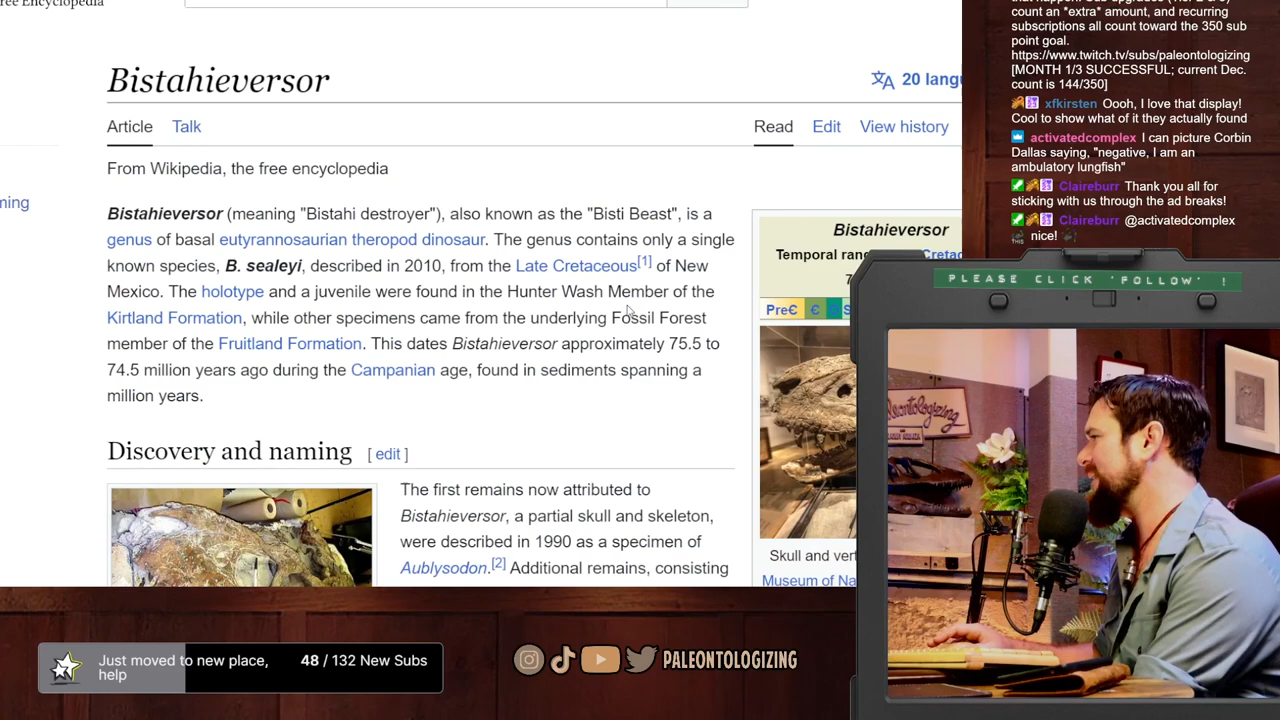 ree Encyclopedia
Bistahieversor
20 langu
Article Talk
Read Edit View history
From Wikipedia, the free encyclopedia
ming
Bistahieversor (meaning "Bistahi destroyer"), also known as the "Bisti Beast", is a
genus of basal eutyrannosaurian theropod dinosaur. The genus contains only a single
known species, B. sealeyi, described in 2010, from the Late Cretaceous[1] of New
Mexico. The holotype and a juvenile were found in the Hunter Wash Member of the
Kirtland Formation, while other specimens came from the underlying Fossil Forest
member of the Fruitland Formation. This dates Bistahieversor approximately 75.5 to
74.5 million years ago during the Campanian age, found in sediments spanning a
million years.
Discovery and naming [ edit ]
The first remains now attributed to
Bistahieversor, a partial skull and skeleton,
were described in 1990 as a specimen of
Aublysodon.[2] Additional remains, consisting
Bistahieversor
Temporal rang
Cretac
7
PreꞒ Ꞓ O S
Skull and vert
Museum of Na
count an *extra* amount, and recurring
subscriptions all count toward the 350 sub
point goal.
https://www.twitch.tv/subs/paleontologizing
[MONTH 1/3 SUCCESSFUL; current Dec.
count is 144/350]
xfkirsten Oooh, I love that display!
Cool to show what of it they actually found
activatedcomplex I can picture Corbin
Dallas saying, "negative, I am an
ambulatory lungfish"
Claireburr Thank you all for
sticking with us through the ad breaks!
Claireburr @activatedcomplex
THIS nice!
PLEASE CLICK 'FOLLOW' !
Paleontologizing
Just moved to new place,
help
48 / 132 New Subs
PALEONTOLOGIZING